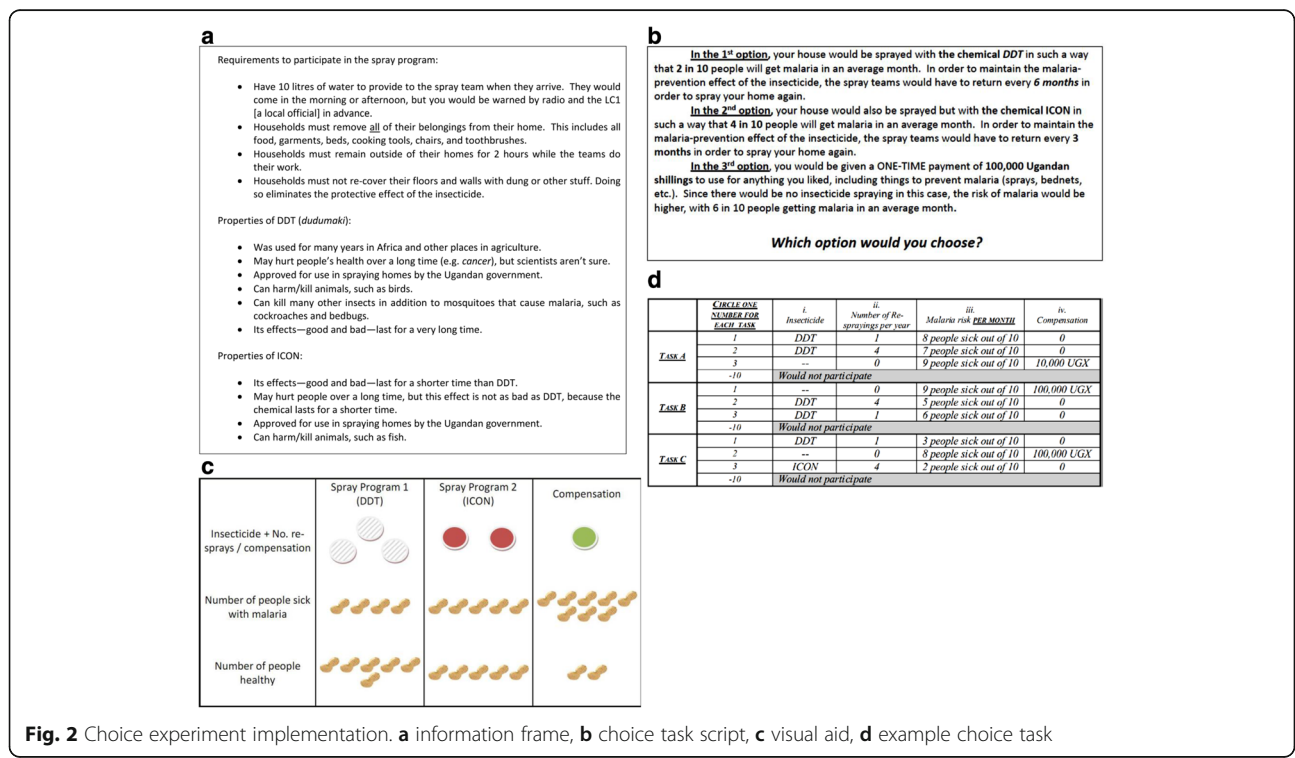 a
Requirements to participate in the spray program:
• Have 10 litres of water to provide to the spray team when they arrive. They would
come in the morning or afternoon, but you would be warned by radio and the LC1
[a local official] in advance.
• Households must remove all of their belongings from their home. This includes all
food, garments, beds, cooking tools, chairs, and toothbrushes.
• Households must remain outside of their homes for 2 hours while the teams do
their work.
• Households must not re-cover their floors and walls with dung or other stuff. Doing
so eliminates the protective effect of the insecticide.
Properties of DDT (dudumaki):
• Was used for many years in Africa and other places in agriculture.
• May hurt people's health over a long time (e.g. cancer), but scientists aren't sure.
• Approved for use in spraying homes by the Ugandan government.
• Can harm/kill animals, such as birds.
• Can kill many other insects in addition to mosquitoes that cause malaria, such as
cockroaches and bedbugs.
• Its effects—good and bad—last for a very long time.
Properties of ICON:
• Its effects—good and bad—last for a shorter time than DDT.
• May hurt people over a long time, but this effect is not as bad as DDT, because the
chemical lasts for a shorter time.
• Approved for use in spraying homes by the Ugandan government.
• Can harm/kill animals, such as fish.
b
In the 1st option, your house would be sprayed with the chemical DDT in such a way
that 2 in 10 people will get malaria in an average month. In order to maintain the malaria-
prevention effect of the insecticide, the spray teams would have to return every 6 months in
order to spray your home again.
In the 2nd option, your house would also be sprayed but with the chemical ICON in
such a way that 4 in 10 people will get malaria in an average month. In order to maintain the
malaria-prevention effect of the insecticide, the spray teams would have to return every 3
months in order to spray your home again.
In the 3rd option, you would be given a ONE-TIME payment of 100,000 Ugandan
shillings to use for anything you liked, including things to prevent malaria (sprays, bednets,
etc.). Since there would be no insecticide spraying in this case, the risk of malaria would be
higher, with 6 in 10 people getting malaria in an average month.
Which option would you choose?
c
Spray Program 1
(DDT)
Spray Program 2
(ICON)
Compensation
Insecticide + No. re-
sprays / compensation
Number of people sick
with malaria
Number of people
healthy
d
CIRCLE ONE
NUMBER FOR
EACH TASK
i.
Insecticide
ii.
Number of Re-
sprayings per year
iii.
Malaria risk PER MONTH
iv.
Compensation
TASK A
1 DDT 1 8 people sick out of 10 0
2 DDT 4 7 people sick out of 10 0
3 -- 0 9 people sick out of 10 10,000 UGX
-10 Would not participate
TASK B
1 -- 0 9 people sick out of 10 100,000 UGX
2 DDT 4 5 people sick out of 10 0
3 DDT 1 6 people sick out of 10 0
-10 Would not participate
TASK C
1 DDT 1 3 people sick out of 10 0
2 -- 0 8 people sick out of 10 100,000 UGX
3 ICON 4 2 people sick out of 10 0
-10 Would not participate
Fig. 2 Choice experiment implementation. a information frame, b choice task script, c visual aid, d example choice task